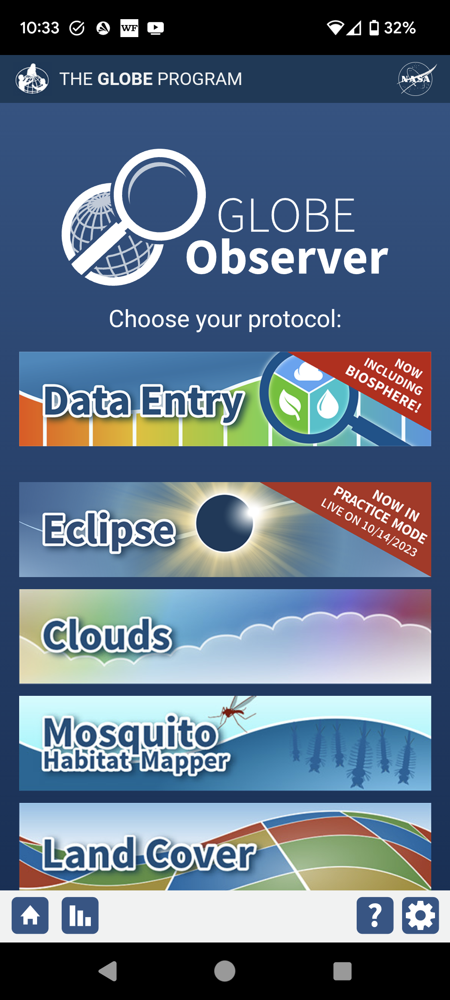 10:33 WF 32%
THE GLOBE PROGRAM NASA
GLOBE
Observer
Choose your protocol:
Data Entry
NOW
INCLUDING
BIOSPHERE!
Eclipse
NOW IN
PRACTICE MODE
LIVE ON 10/14/2023
Clouds
Mosquito
Habitat Mapper
Land Cover
?